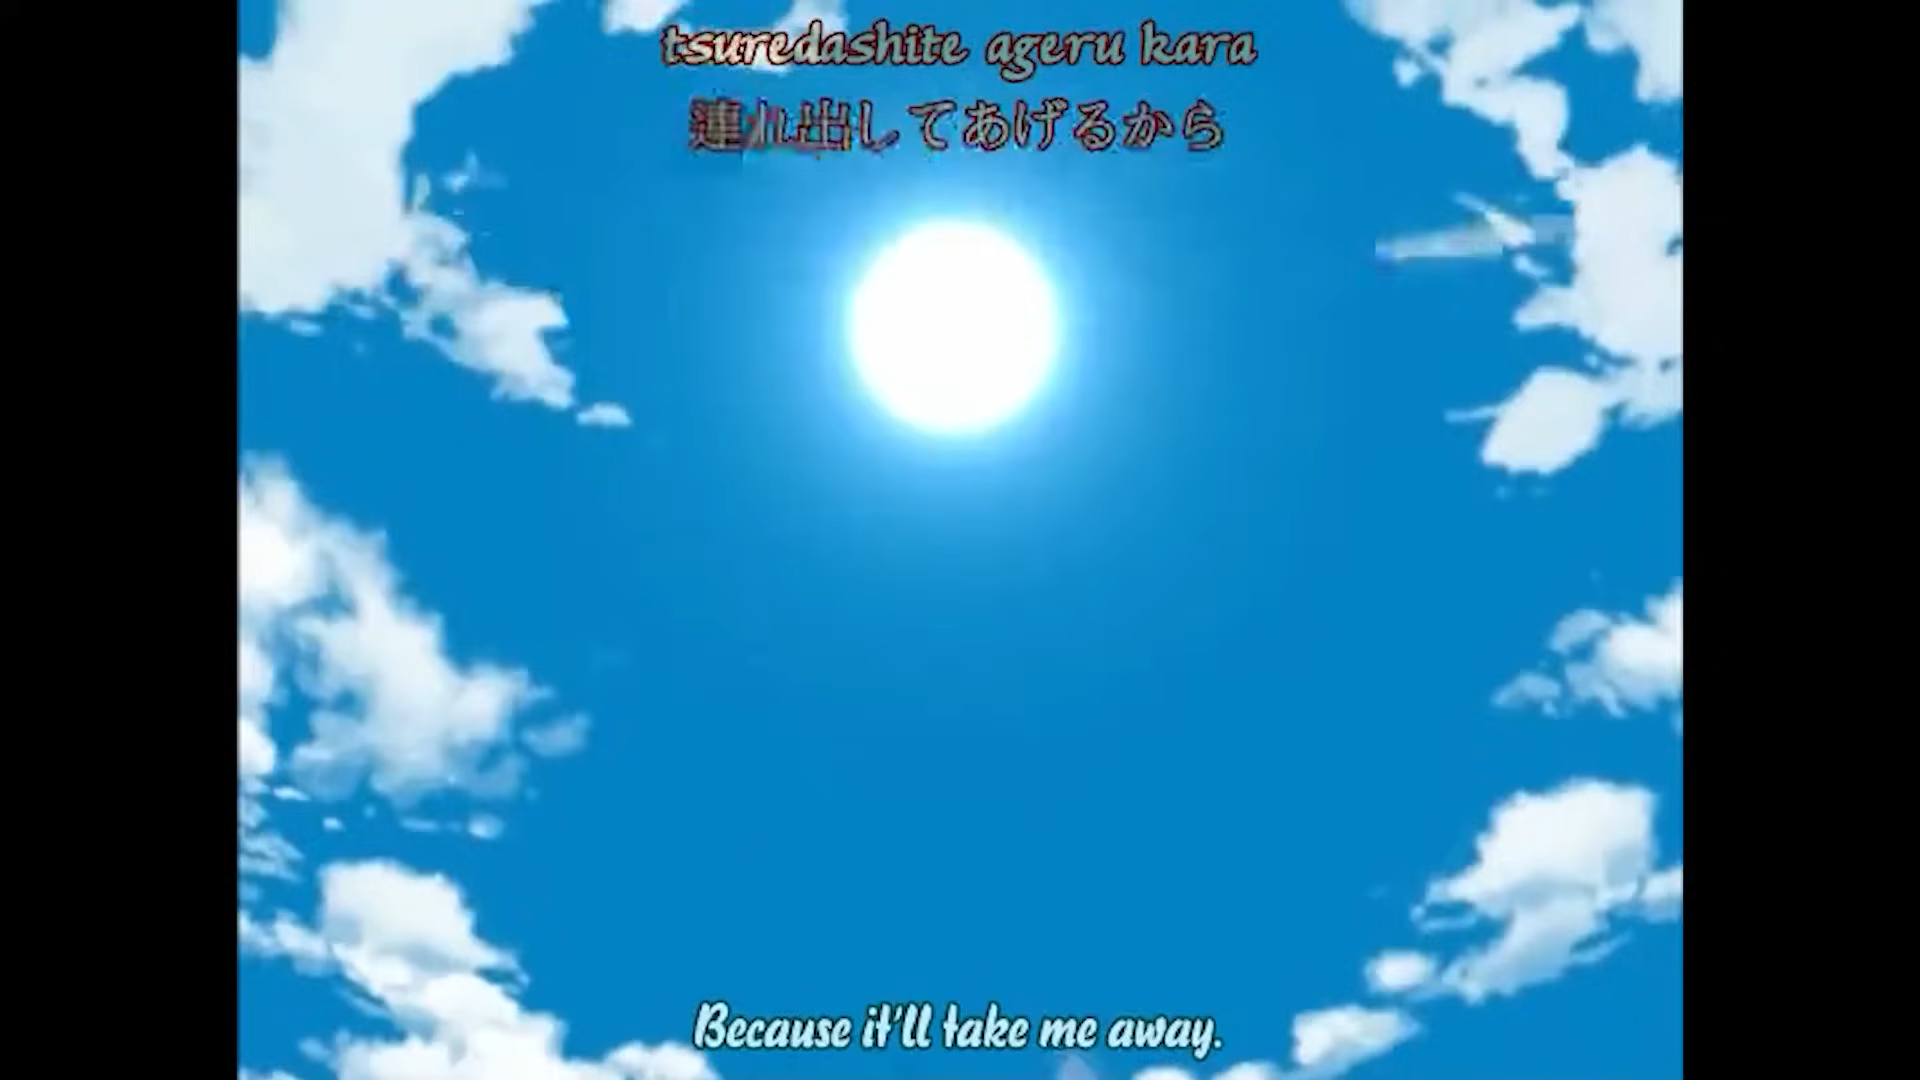 tsuredashite ageru kara
連れ出してあげるから
Because it'll take me away.